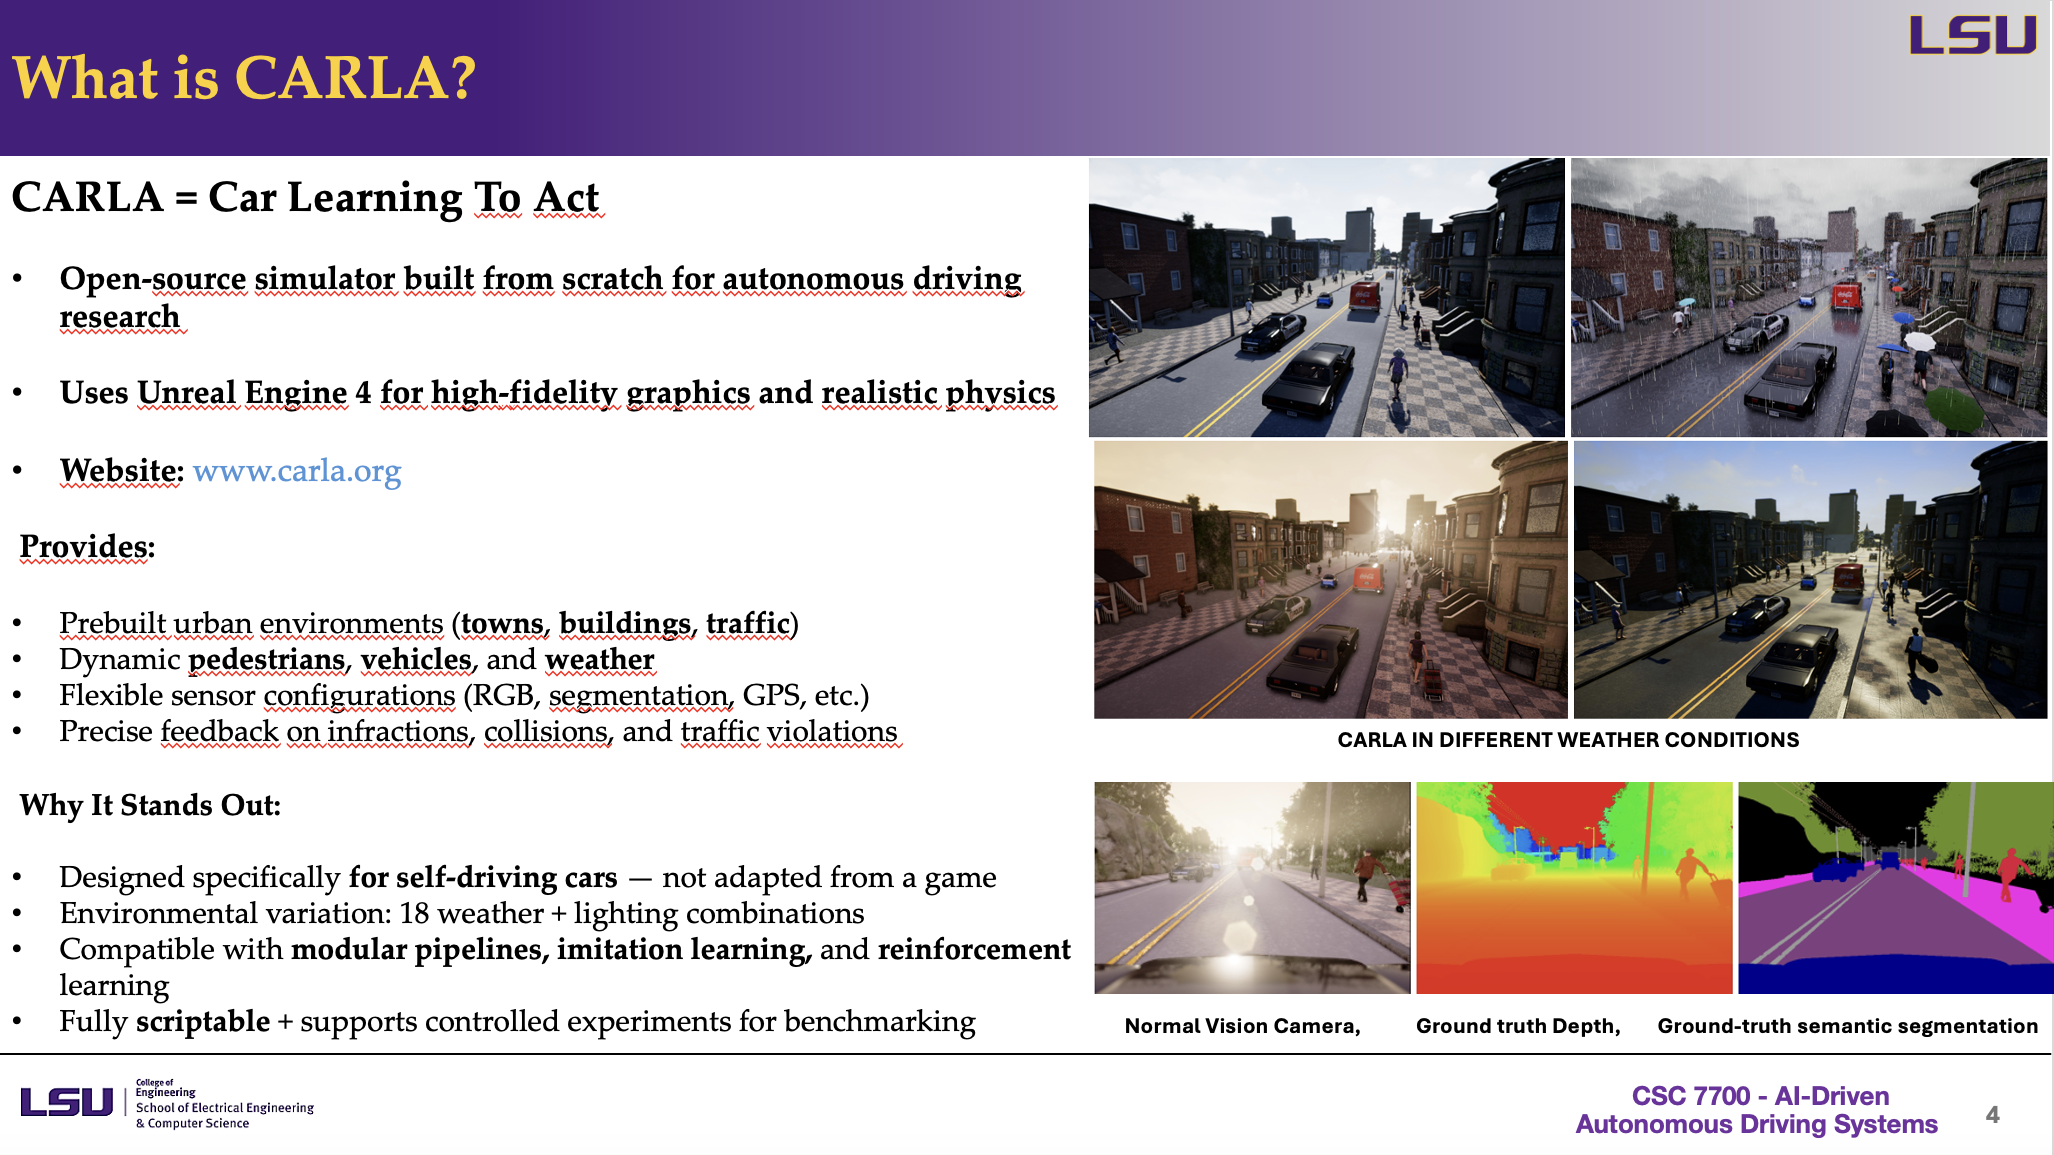 What is CARLA?
LSU
CARLA = Car Learning To Act
• Open-source simulator built from scratch for autonomous driving
research
• Uses Unreal Engine 4 for high-fidelity graphics and realistic physics
• Website: www.carla.org
Provides:
• Prebuilt urban environments (towns, buildings, traffic)
• Dynamic pedestrians, vehicles, and weather
• Flexible sensor configurations (RGB, segmentation, GPS, etc.)
• Precise feedback on infractions, collisions, and traffic violations
Why It Stands Out:
• Designed specifically for self-driving cars — not adapted from a game
• Environmental variation: 18 weather + lighting combinations
• Compatible with modular pipelines, imitation learning, and reinforcement
learning
• Fully scriptable + supports controlled experiments for benchmarking
CARLA IN DIFFERENT WEATHER CONDITIONS
Normal Vision Camera, Ground truth Depth, Ground-truth semantic segmentation
LSU
College of
Engineering
School of Electrical Engineering
& Computer Science
CSC 7700 - AI-Driven
Autonomous Driving Systems
4